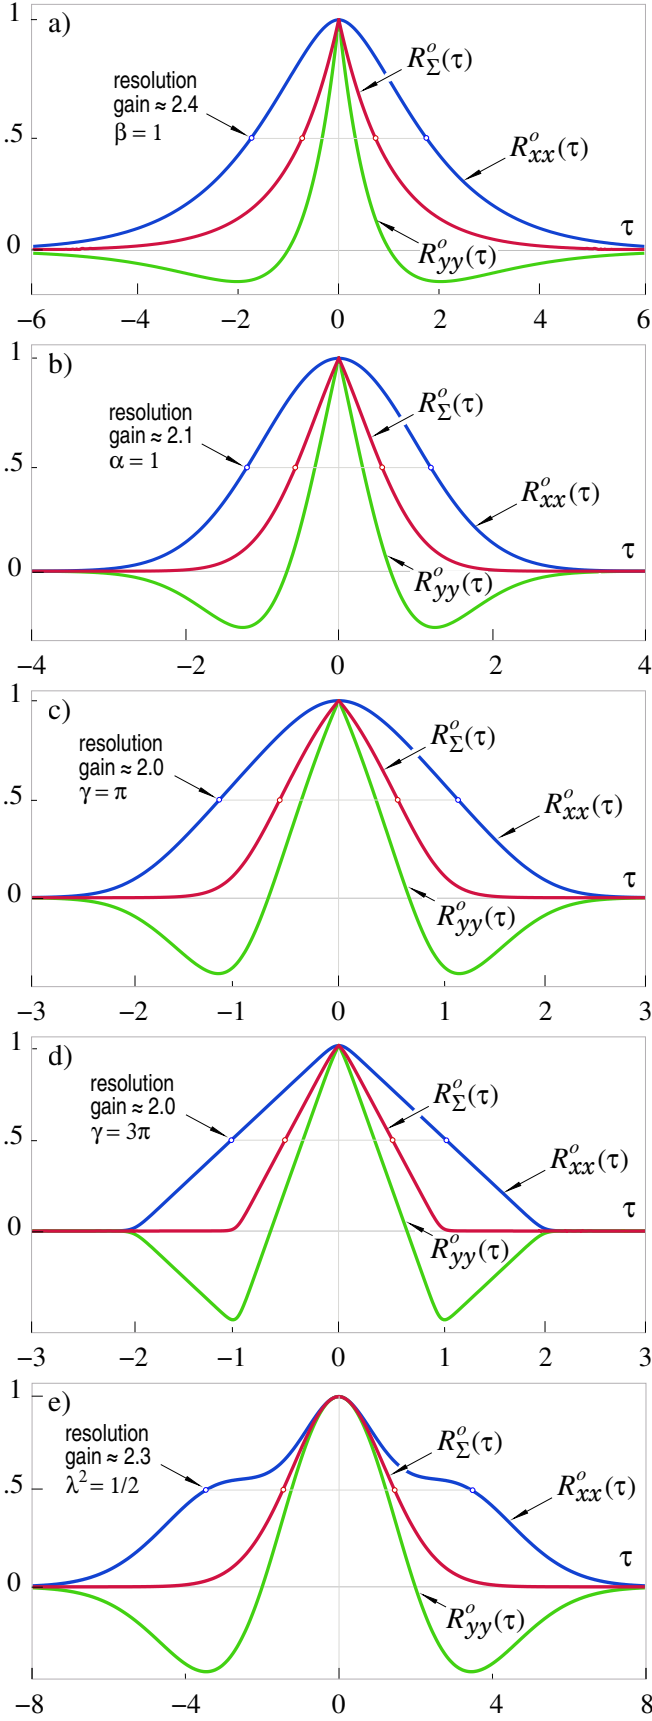 1
a)
R^o_Σ(τ)
resolution
gain ≈ 2.4
β = 1
.5
R^o_xx(τ)
τ
0
R^o_yy(τ)
−6 −4 −2 0 2 4 6
1
b)
R^o_Σ(τ)
resolution
gain ≈ 2.1
α = 1
.5
R^o_xx(τ)
τ
0
R^o_yy(τ)
−4 −2 0 2 4
1
c)
R^o_Σ(τ)
resolution
gain ≈ 2.0
γ = π
.5
R^o_xx(τ)
τ
0
R^o_yy(τ)
−3 −2 −1 0 1 2 3
1
d)
R^o_Σ(τ)
resolution
gain ≈ 2.0
γ = 3π
.5
R^o_xx(τ)
τ
0
R^o_yy(τ)
−3 −2 −1 0 1 2 3
1
e)
R^o_Σ(τ)
resolution
gain ≈ 2.3
λ² = 1/2
.5
R^o_xx(τ)
τ
0
R^o_yy(τ)
−8 −4 0 4 8